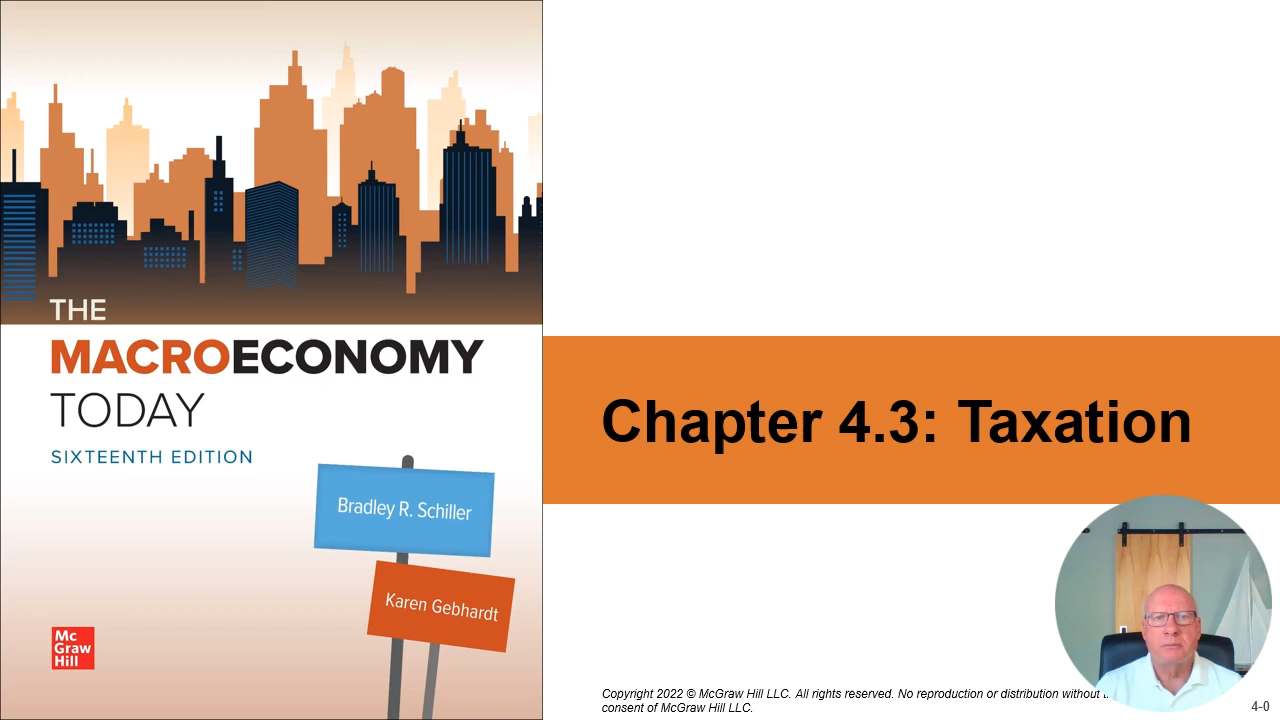 THE
MACROECONOMY
TODAY
SIXTEENTH EDITION
Bradley R. Schiller
Karen Gebhardt
Mc
Graw
Hill
Chapter 4.3: Taxation
Copyright 2022 © McGraw Hill LLC. All rights reserved. No reproduction or distribution without
consent of McGraw Hill LLC.
4-0